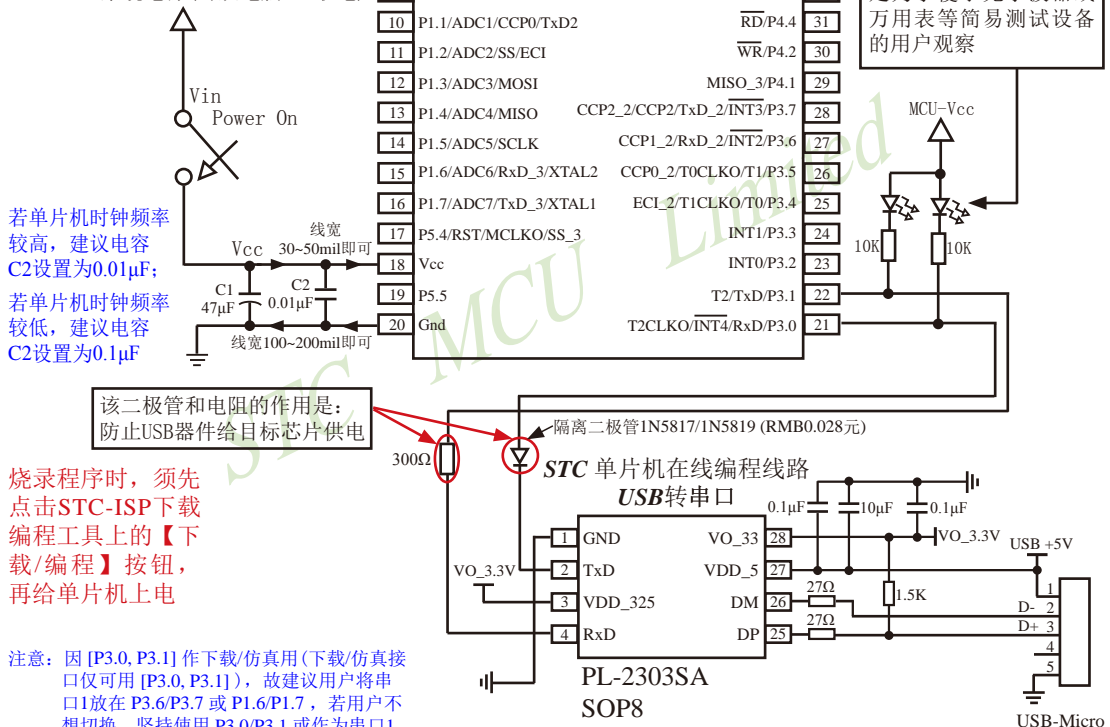 10 P1.1/ADC1/CCP0/TxD2
11 P1.2/ADC2/SS/ECI
12 P1.3/ADC3/MOSI
13 P1.4/ADC4/MISO
14 P1.5/ADC5/SCLK
15 P1.6/ADC6/RxD_3/XTAL2
16 P1.7/ADC7/TxD_3/XTAL1
17 P5.4/RST/MCLKO/SS_3
18 Vcc
19 P5.5
20 Gnd
RD/P4.4 31
WR/P4.2 30
MISO_3/P4.1 29
CCP2_2/CCP2/TxD_2/INT3/P3.7 28
CCP1_2/RxD_2/INT2/P3.6 27
CCP0_2/T0CLKO/T1/P3.5 26
ECI_2/T1CLKO/T0/P3.4 25
INT1/P3.3 24
INT0/P3.2 23
T2/TxD/P3.1 22
T2CLKO/INT4/RxD/P3.0 21
万用表等简易测试设备
的用户观察
MCU-Vcc
10K
10K
Vin
Power On
若单片机时钟频率
较高，建议电容
C2设置为0.01μF;
若单片机时钟频率
较低，建议电容
C2设置为0.1μF
Vcc
线宽
30~50mil即可
C1
47μF
C2
0.01μF
线宽100~200mil即可
STC MCU Limited
该二极管和电阻的作用是:
防止USB器件给目标芯片供电
300Ω
隔离二极管1N5817/1N5819 (RMB0.028元)
烧录程序时，须先
点击STC-ISP下载
编程工具上的【下
载/编程】按钮，
再给单片机上电
STC 单片机在线编程线路
USB转串口
1 GND
2 TxD
3 VDD_325
4 RxD
VO_33 28
VDD_5 27
DM 26
DP 25
VO_3.3V
0.1μF
10μF
0.1μF
VO_3.3V
USB +5V
27Ω
27Ω
1.5K
1
D- 2
D+ 3
4
5
PL-2303SA
SOP8
USB-Micro
注意: 因 [P3.0, P3.1] 作下载/仿真用(下载/仿真接
口仅可用 [P3.0, P3.1] )，故建议用户将串
口1放在 P3.6/P3.7 或 P1.6/P1.7 ，若用户不
想切换，坚持使用 P3.0/P3.1 或作为串口1